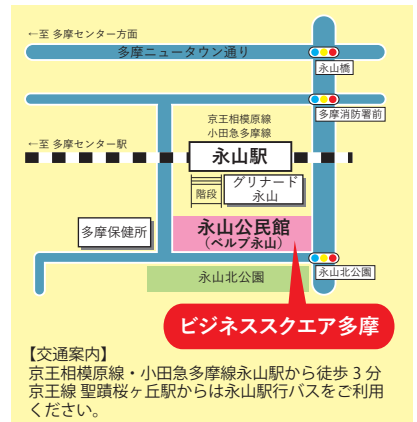 ←至 多摩センター方面
多摩ニュータウン通り
永山橋
多摩消防署前
京王相模原線
小田急多摩線
←至 多摩センター駅
永山駅
階段
グリナード
永山
多摩保健所
永山公民館
（ベルブ永山）
永山北公園
永山北公園
ビジネススクエア多摩
【交通案内】
京王相模原線・小田急多摩線永山駅から徒歩 3 分
京王線 聖蹟桜ヶ丘駅からは永山駅行バスをご利用
ください。